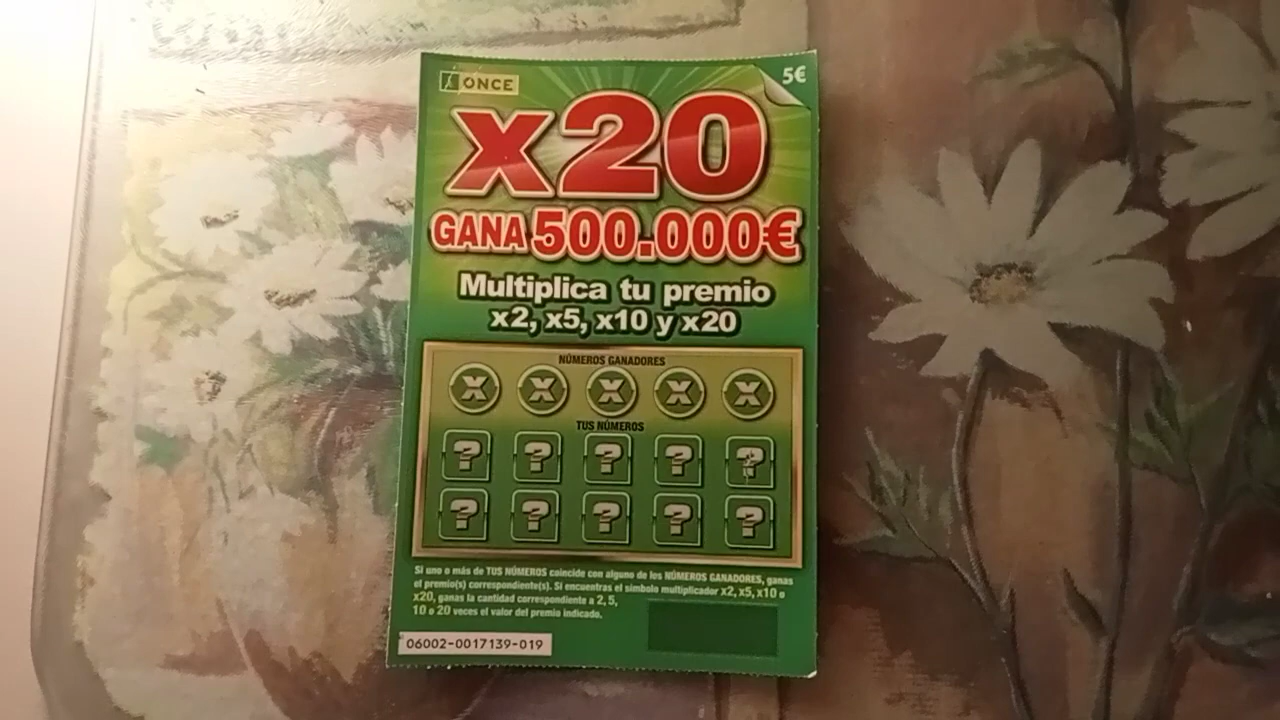 ONCE
5€
x20
GANA 500.000€
Multiplica tu premio
x2, x5, x10 y x20
NÚMEROS GANADORES
X X X X X
TUS NÚMEROS
? ? ? ? ?
? ? ? ? ?
Si uno o más de TUS NÚMEROS coincide con alguno de los NÚMEROS GANADORES, ganas
el premio(s) correspondiente(s). Si encuentras el símbolo multiplicador x2, x5, x10 o
x20, ganas la cantidad correspondiente a 2, 5,
10 o 20 veces el valor del premio indicado.
06002-0017139-019